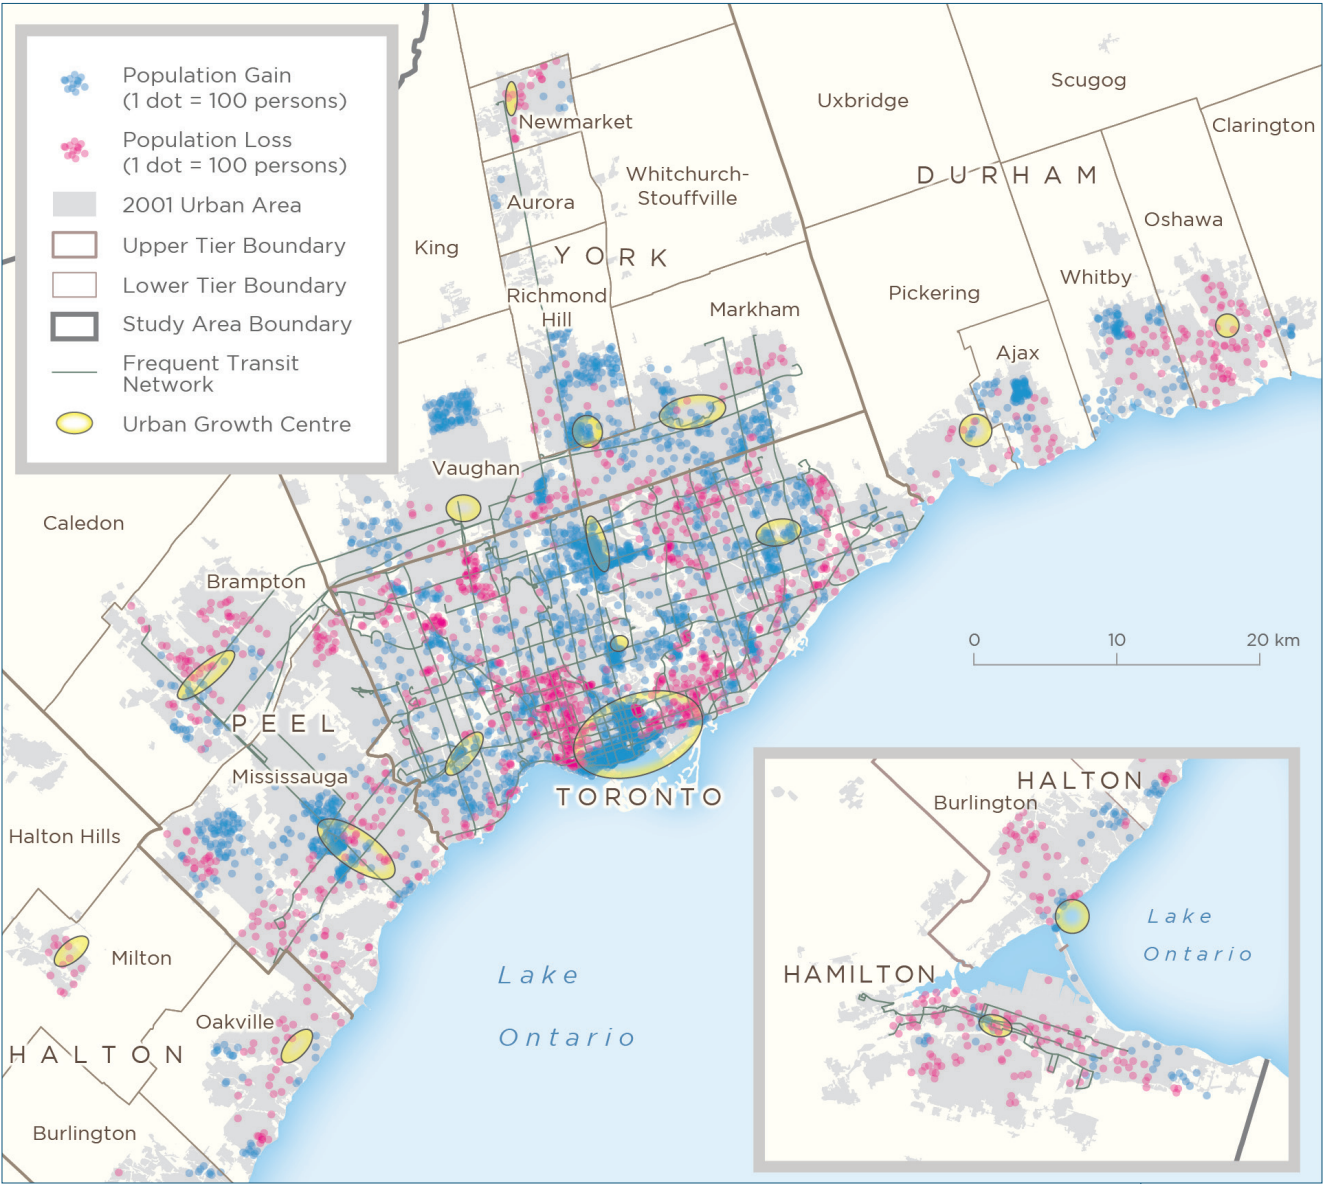 Population Gain
(1 dot = 100 persons)
Population Loss
(1 dot = 100 persons)
2001 Urban Area
Upper Tier Boundary
Lower Tier Boundary
Study Area Boundary
Frequent Transit
Network
Urban Growth Centre
Scugog
Uxbridge
Clarington
Newmarket
DURHAM
Whitchurch-
Stouffville
Aurora
Oshawa
King
YORK
Whitby
Pickering
Richmond
Hill
Markham
Ajax
Vaughan
Caledon
Brampton
0
10
20 km
PEEL
Mississauga
TORONTO
Halton Hills
Milton
Lake
Ontario
Oakville
HALTON
Burlington
HALTON
Burlington
Lake
Ontario
HAMILTON